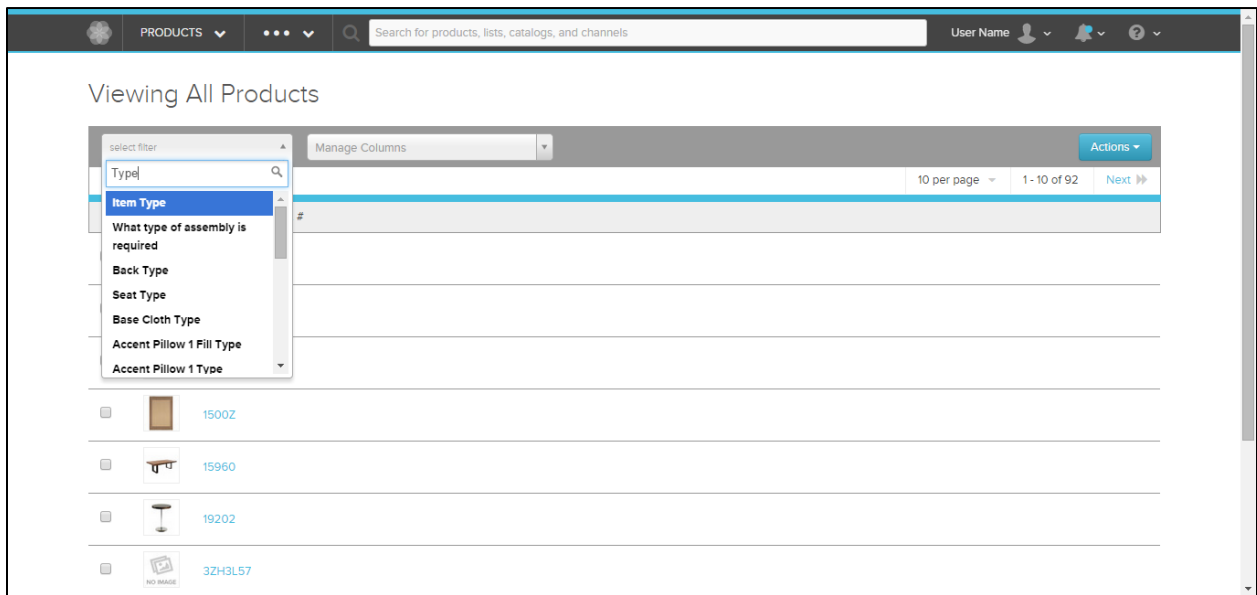 PRODUCTS
Search for products, lists, catalogs, and channels
User Name
Viewing All Products
select filter
Manage Columns
Actions
Type
10 per page
1 - 10 of 92
Next
Item Type
#
What type of assembly is
required
Back Type
Seat Type
Base Cloth Type
Accent Pillow 1 Fill Type
Accent Pillow 1 Type
1500Z
15960
19202
NO IMAGE
3ZH3L57